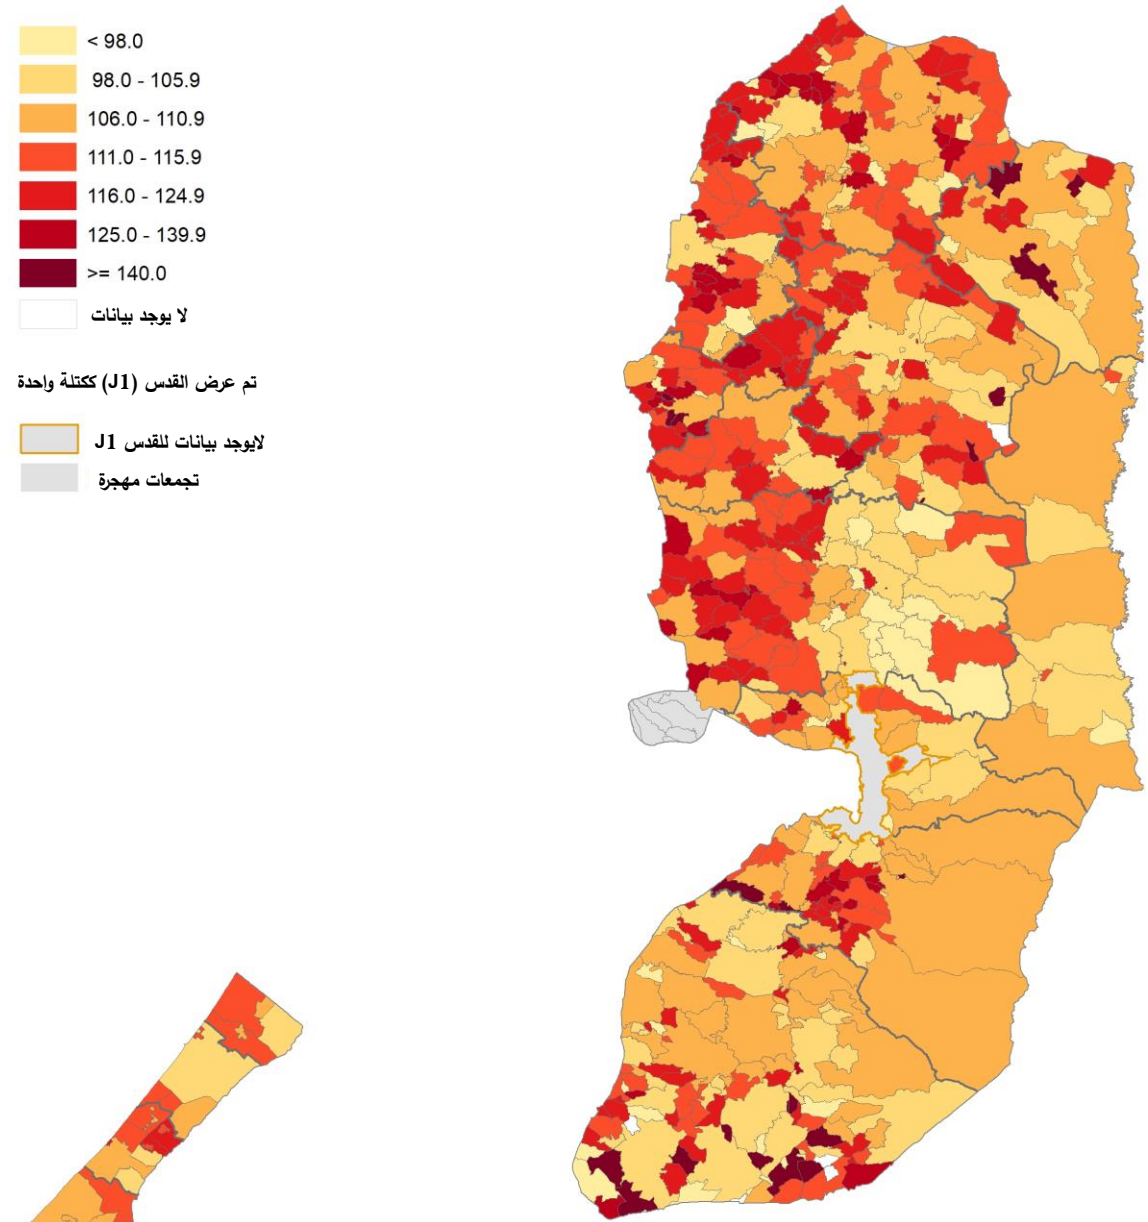 < 98.0
98.0 - 105.9
106.0 - 110.9
111.0 - 115.9
116.0 - 124.9
125.0 - 139.9
>= 140.0
لا يوجد بيانات
تم عرض القدس (J1) ككتلة واحدة
لايوجد بيانات للقدس J1
تجمعات مهجرة